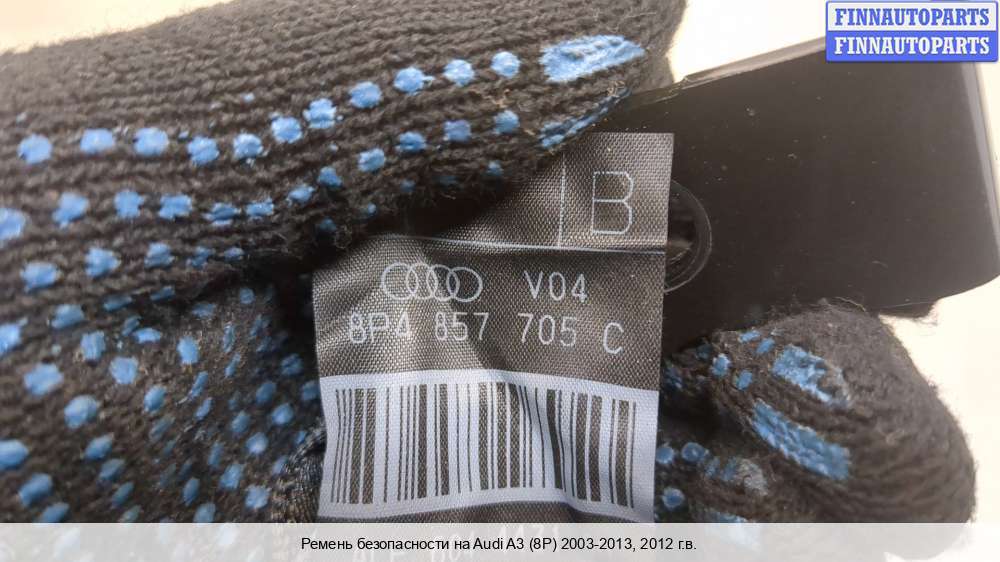 FINNAUTOPARTS
FINNAUTOPARTS
B
V04
8P4 857 705 C
Ремень безопасности на Audi A3 (8P) 2003-2013, 2012 г.в.